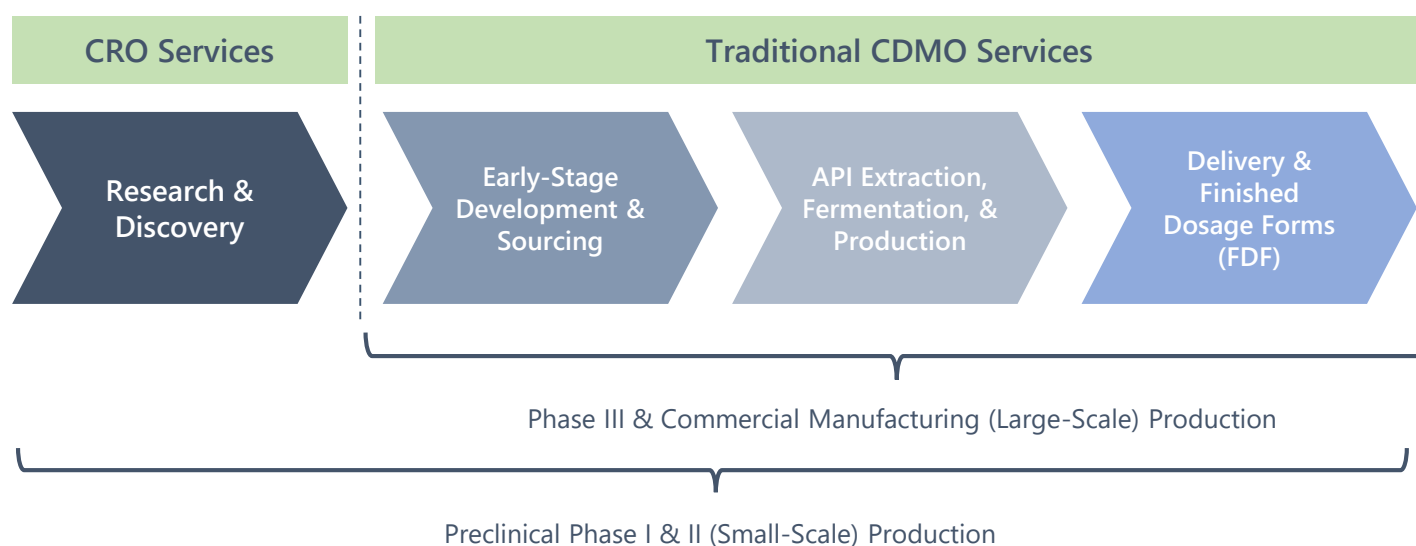 CRO Services
Traditional CDMO Services
Research &
Discovery
Early-Stage
Development &
Sourcing
API Extraction,
Fermentation, &
Production
Delivery &
Finished
Dosage Forms
(FDF)
Phase III & Commercial Manufacturing (Large-Scale) Production
Preclinical Phase I & II (Small-Scale) Production